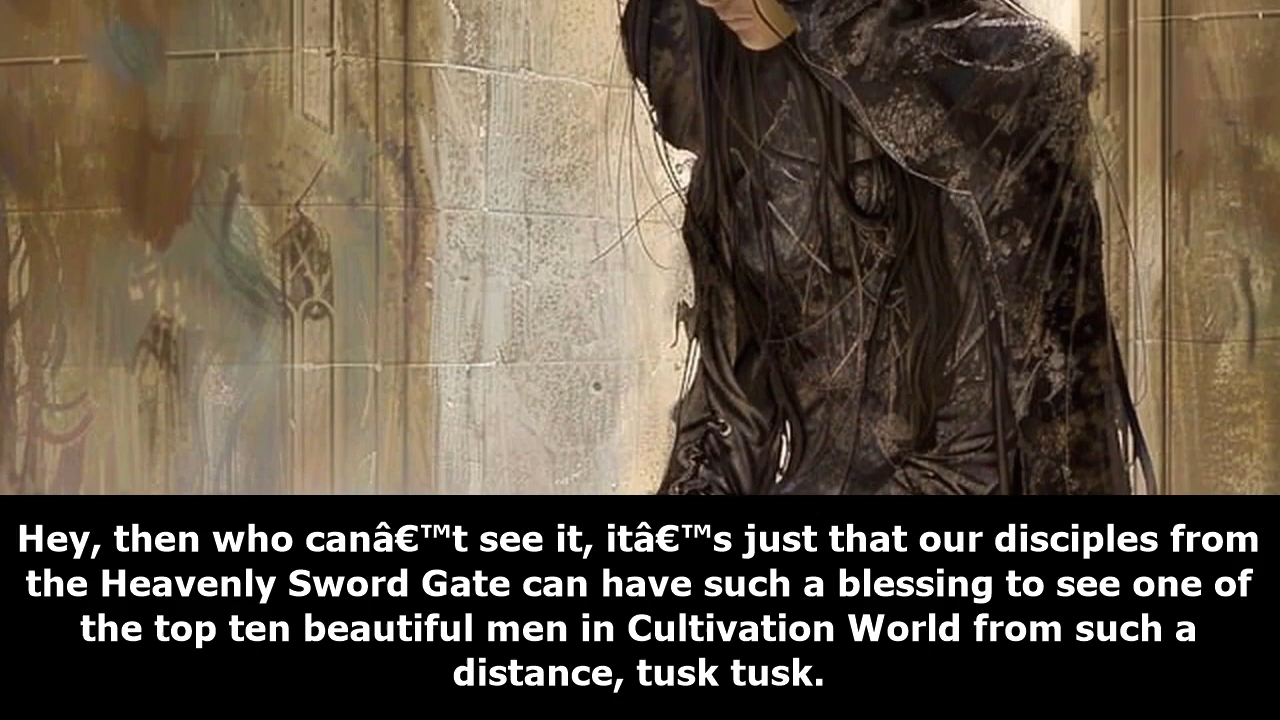 Hey, then who canâ€™t see it, itâ€™s just that our disciples from
the Heavenly Sword Gate can have such a blessing to see one of
the top ten beautiful men in Cultivation World from such a
distance, tusk tusk.